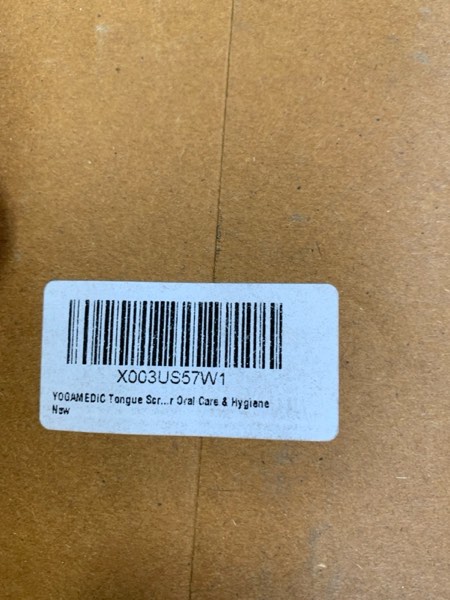 X003US57W1
YOGAMEDIC Tongue Scr...r Oral Care & Hygiene
New